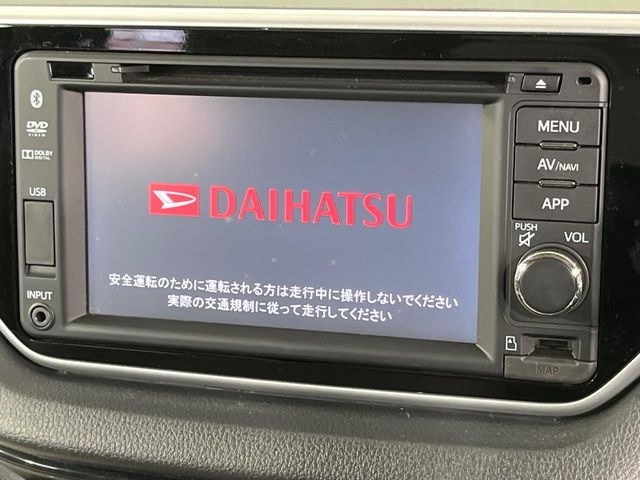 DVD
VIDEO
DOLBY
DIGITAL
USB
INPUT
DAIHATSU
安全運転のために運転される方は走行中に操作しないでください
実際の交通規制に従って走行してください
MENU
AV/NAVI
APP
PUSH
VOL
MAP